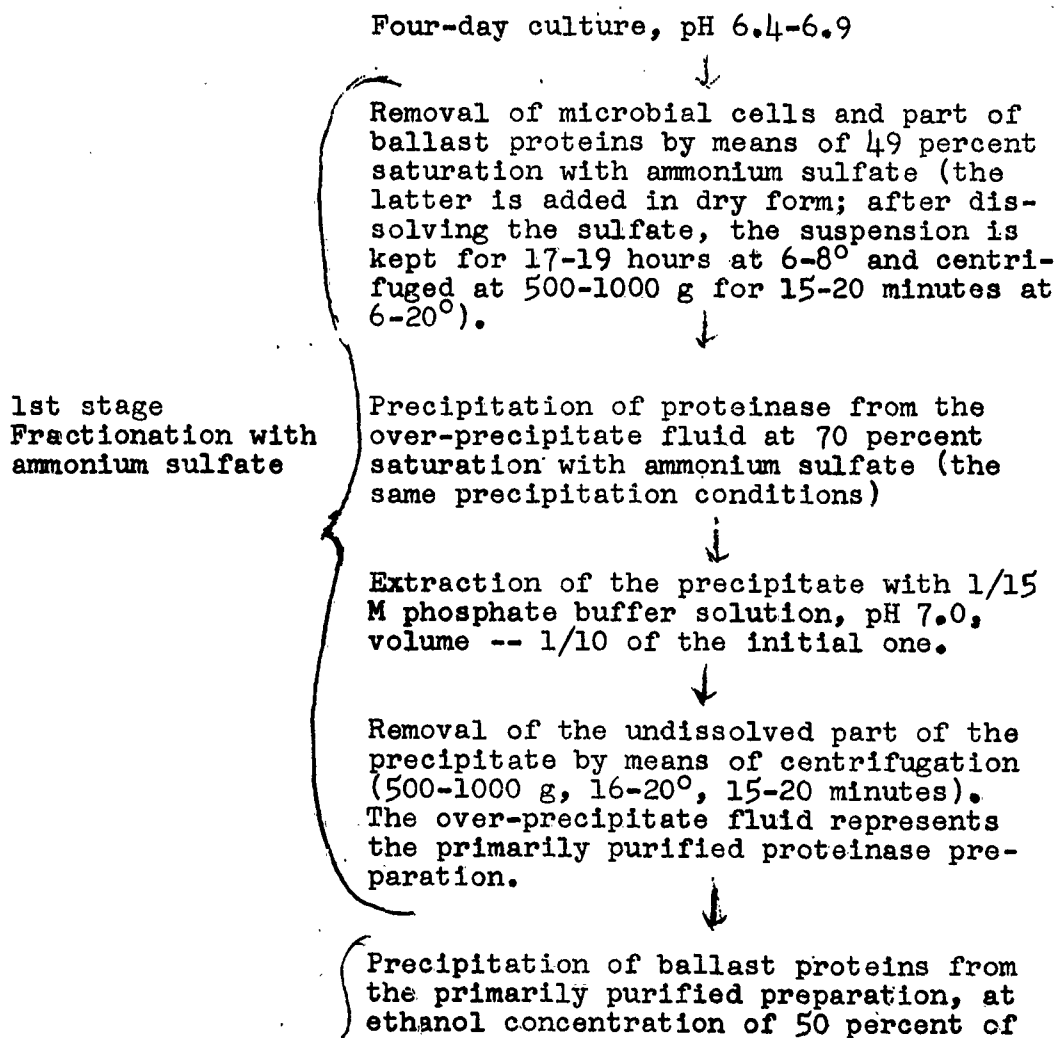 Four-day culture, pH 6.4-6.9
↓
Removal of microbial cells and part of
ballast proteins by means of 49 percent
saturation with ammonium sulfate (the
latter is added in dry form; after dis-
solving the sulfate, the suspension is
kept for 17-19 hours at 6-8° and centri-
fuged at 500-1000 g for 15-20 minutes at
6-20°).
↓
1st stage
Fractionation with
ammonium sulfate
Precipitation of proteinase from the
over-precipitate fluid at 70 percent
saturation with ammonium sulfate (the
same precipitation conditions)
↓
Extraction of the precipitate with 1/15
M phosphate buffer solution, pH 7.0,
volume -- 1/10 of the initial one.
↓
Removal of the undissolved part of the
precipitate by means of centrifugation
(500-1000 g, 16-20°, 15-20 minutes).
The over-precipitate fluid represents
the primarily purified proteinase pre-
paration.
↓
Precipitation of ballast proteins from
the primarily purified preparation, at
ethanol concentration of 50 percent of